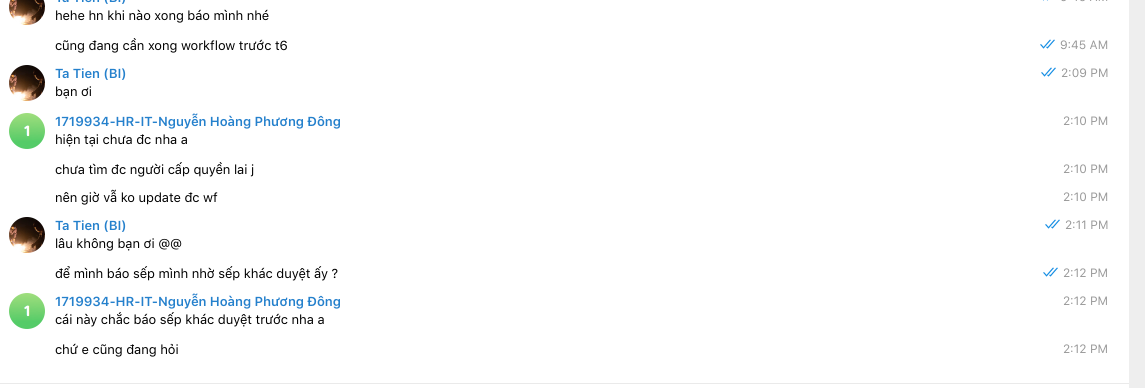 Ta Tien (BI)
hehe hn khi nào xong báo mình nhé
cũng đang cần xong workflow trước t6
9:45 AM
Ta Tien (BI)
2:09 PM
bạn ơi
1
1719934-HR-IT-Nguyễn Hoàng Phương Đông
2:10 PM
hiện tại chưa đc nha a
chưa tìm đc người cấp quyền lai j
2:10 PM
nên giờ vẫ ko update đc wf
2:10 PM
Ta Tien (BI)
2:11 PM
lâu không bạn ơi @@
để mình báo sếp mình nhờ sếp khác duyệt ấy ?
2:12 PM
1
1719934-HR-IT-Nguyễn Hoàng Phương Đông
2:12 PM
cái này chắc báo sếp khác duyệt trước nha a
chứ e cũng đang hỏi
2:12 PM